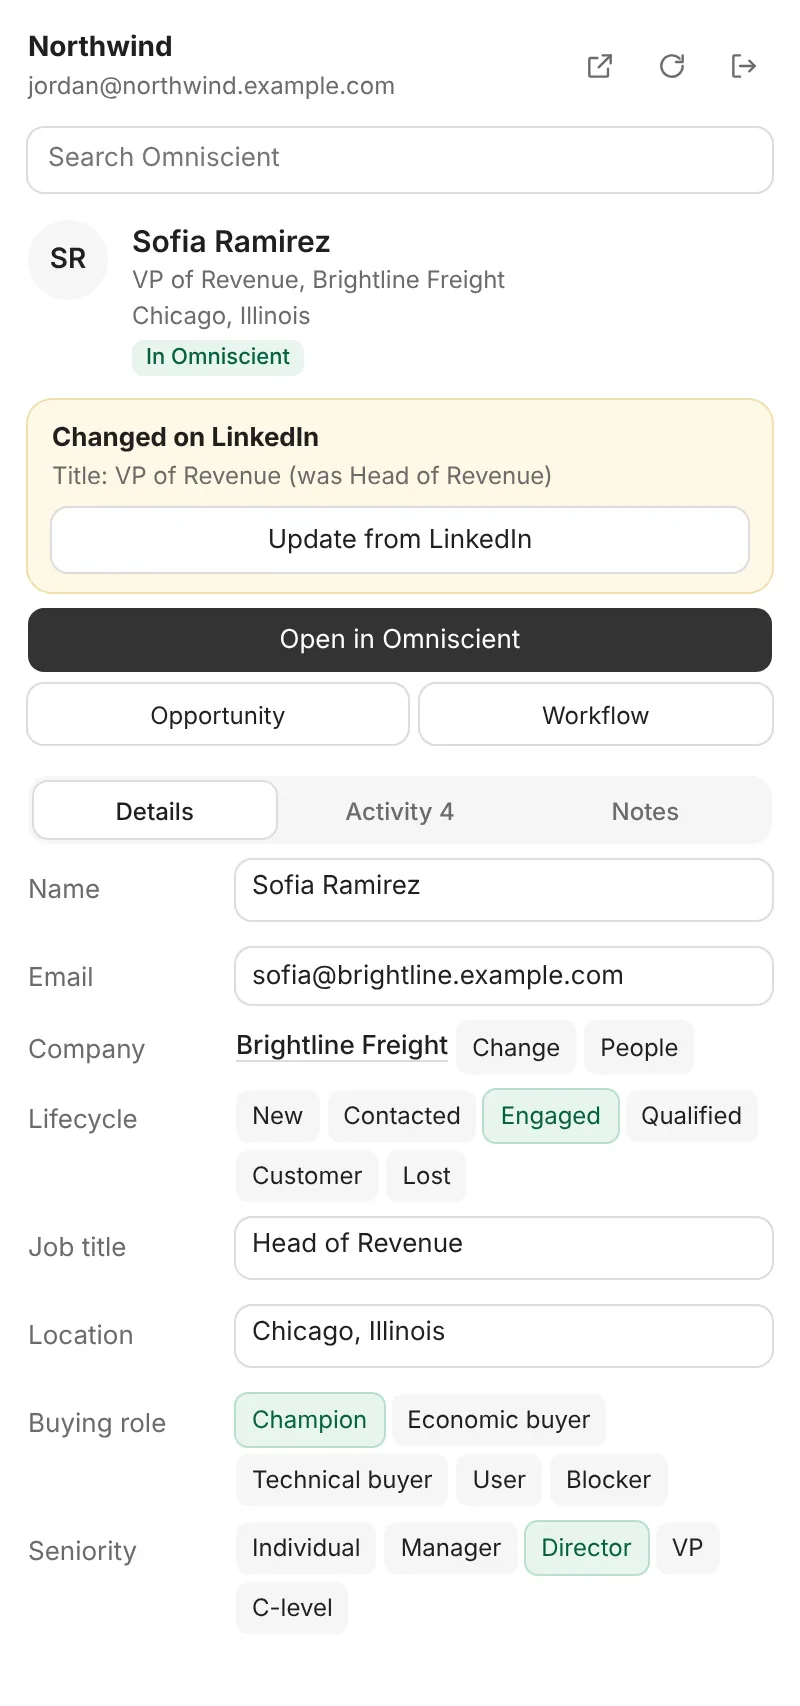 Northwind
jordan@northwind.example.com
Search Omniscient
SR
Sofia Ramirez
VP of Revenue, Brightline Freight
Chicago, Illinois
In Omniscient
Changed on LinkedIn
Title: VP of Revenue (was Head of Revenue)
Update from LinkedIn
Open in Omniscient
Opportunity Workflow
Details Activity 4 Notes
Name Sofia Ramirez
Email sofia@brightline.example.com
Company Brightline Freight Change People
Lifecycle New Contacted Engaged Qualified
Customer Lost
Job title Head of Revenue
Location Chicago, Illinois
Buying role Champion Economic buyer
Technical buyer User Blocker
Seniority Individual Manager Director VP
C-level